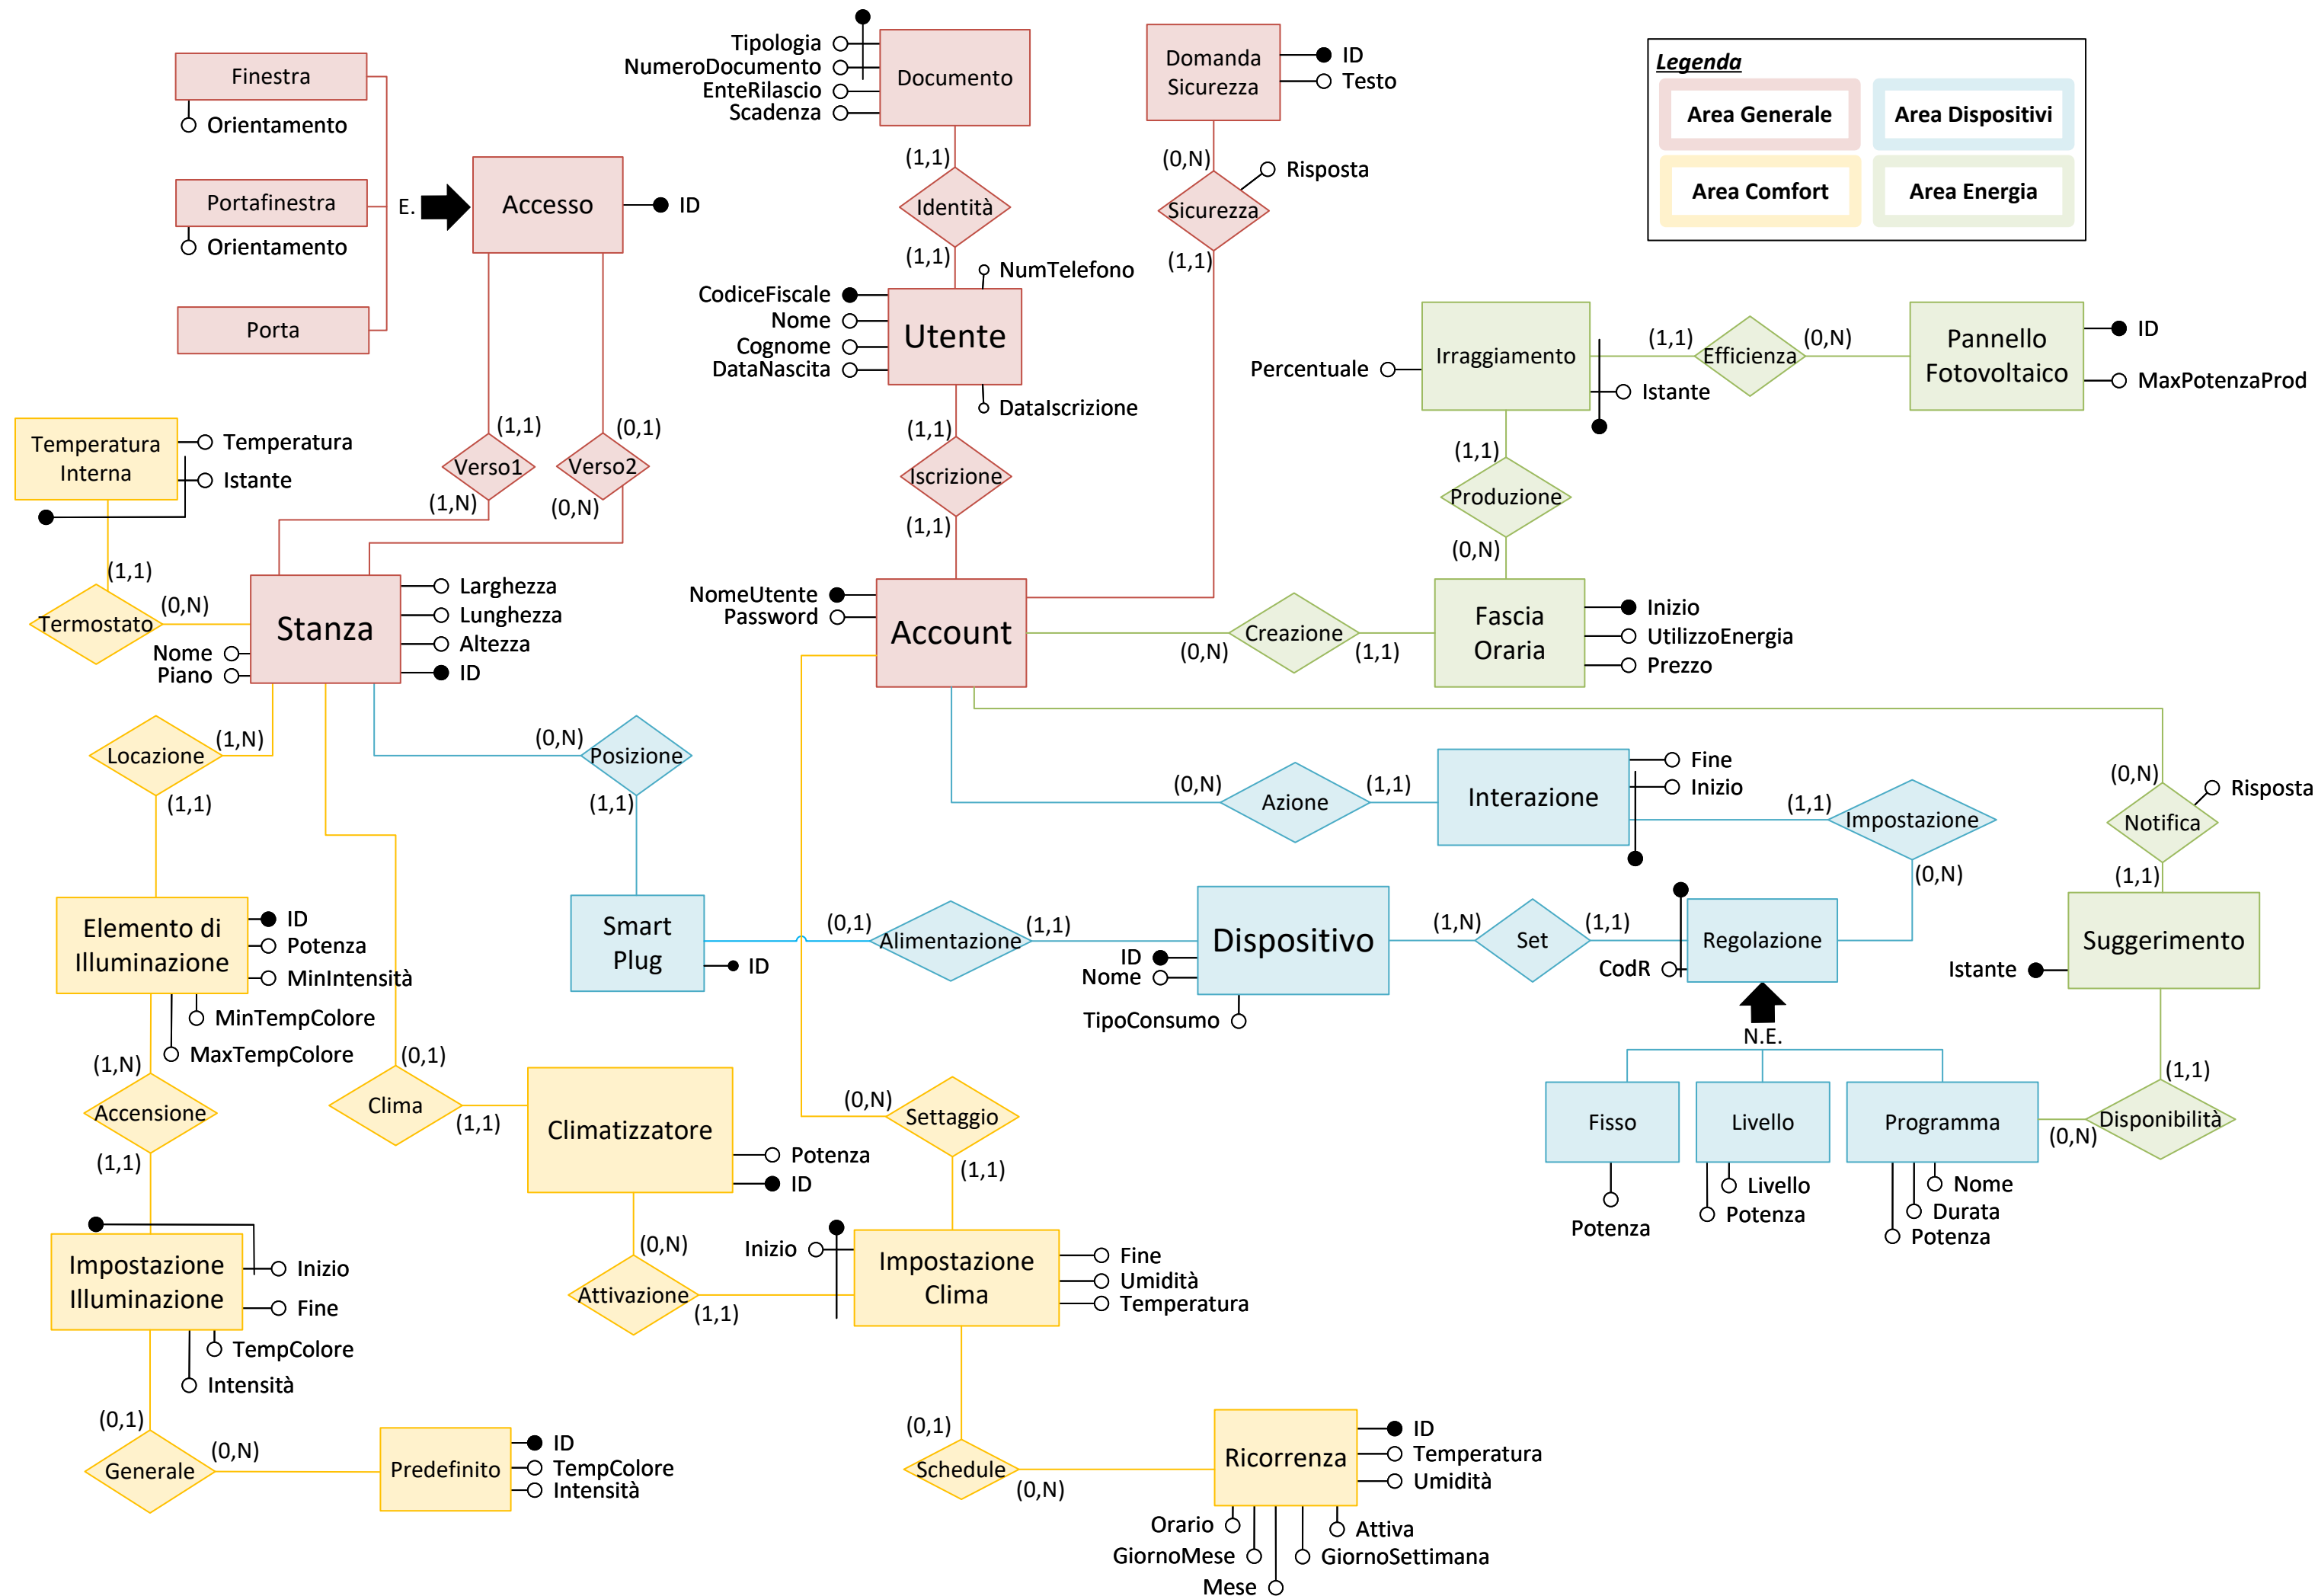 Finestra
Orientamento
Portafinestra
Orientamento
Porta
E.
Accesso
ID
Tipologia
NumeroDocumento
EnteRilascio
Scadenza
Documento
(1,1)
Identità
(1,1)
Domanda
Sicurezza
ID
Testo
(0,N)
Risposta
Sicurezza
(1,1)
Legenda
Area Generale
Area Dispositivi
Area Comfort
Area Energia
NumTelefono
CodiceFiscale
Nome
Cognome
DataNascita
Utente
DataIscrizione
(1,1)
Iscrizione
(1,1)
Percentuale
Irraggiamento
Istante
(1,1)
Efficienza
(0,N)
Pannello
Fotovoltaico
ID
MaxPotenzaProd
(1,1)
Produzione
(0,N)
Temperatura
Interna
Temperatura
Istante
(1,1)
Verso1
(1,N)
(0,1)
Verso2
(0,N)
(1,1)
Termostato
(0,N)
Stanza
Larghezza
Lunghezza
Altezza
ID
Nome
Piano
NomeUtente
Password
Account
(0,N)
Creazione
(1,1)
Fascia
Oraria
Inizio
UtilizzoEnergia
Prezzo
Locazione
(1,N)
(1,1)
(0,N)
Posizione
(1,1)
(0,N)
Azione
(1,1)
Interazione
Fine
Inizio
(1,1)
Impostazione
(0,N)
(0,N)
Risposta
Notifica
(1,1)
Elemento di
Illuminazione
ID
Potenza
MinIntensità
MinTempColore
MaxTempColore
Smart
Plug
ID
(0,1)
Alimentazione
(1,1)
Dispositivo
ID
Nome
TipoConsumo
(1,N)
Set
(1,1)
Regolazione
CodR
N.E.
Suggerimento
Istante
(1,1)
Disponibilità
(0,N)
Fisso
Potenza
Livello
Livello
Potenza
Programma
Nome
Durata
Potenza
(1,N)
Accensione
(1,1)
(0,1)
Clima
(1,1)
Climatizzatore
Potenza
ID
(0,N)
Settaggio
(1,1)
Impostazione
Illuminazione
Inizio
Fine
TempColore
Intensità
(0,N)
Attivazione
(1,1)
Inizio
Impostazione
Clima
Fine
Umidità
Temperatura
(0,1)
Generale
(0,N)
Predefinito
ID
TempColore
Intensità
(0,1)
Schedule
(0,N)
Ricorrenza
ID
Temperatura
Umidità
Orario
GiornoMese
Mese
GiornoSettimana
Attiva